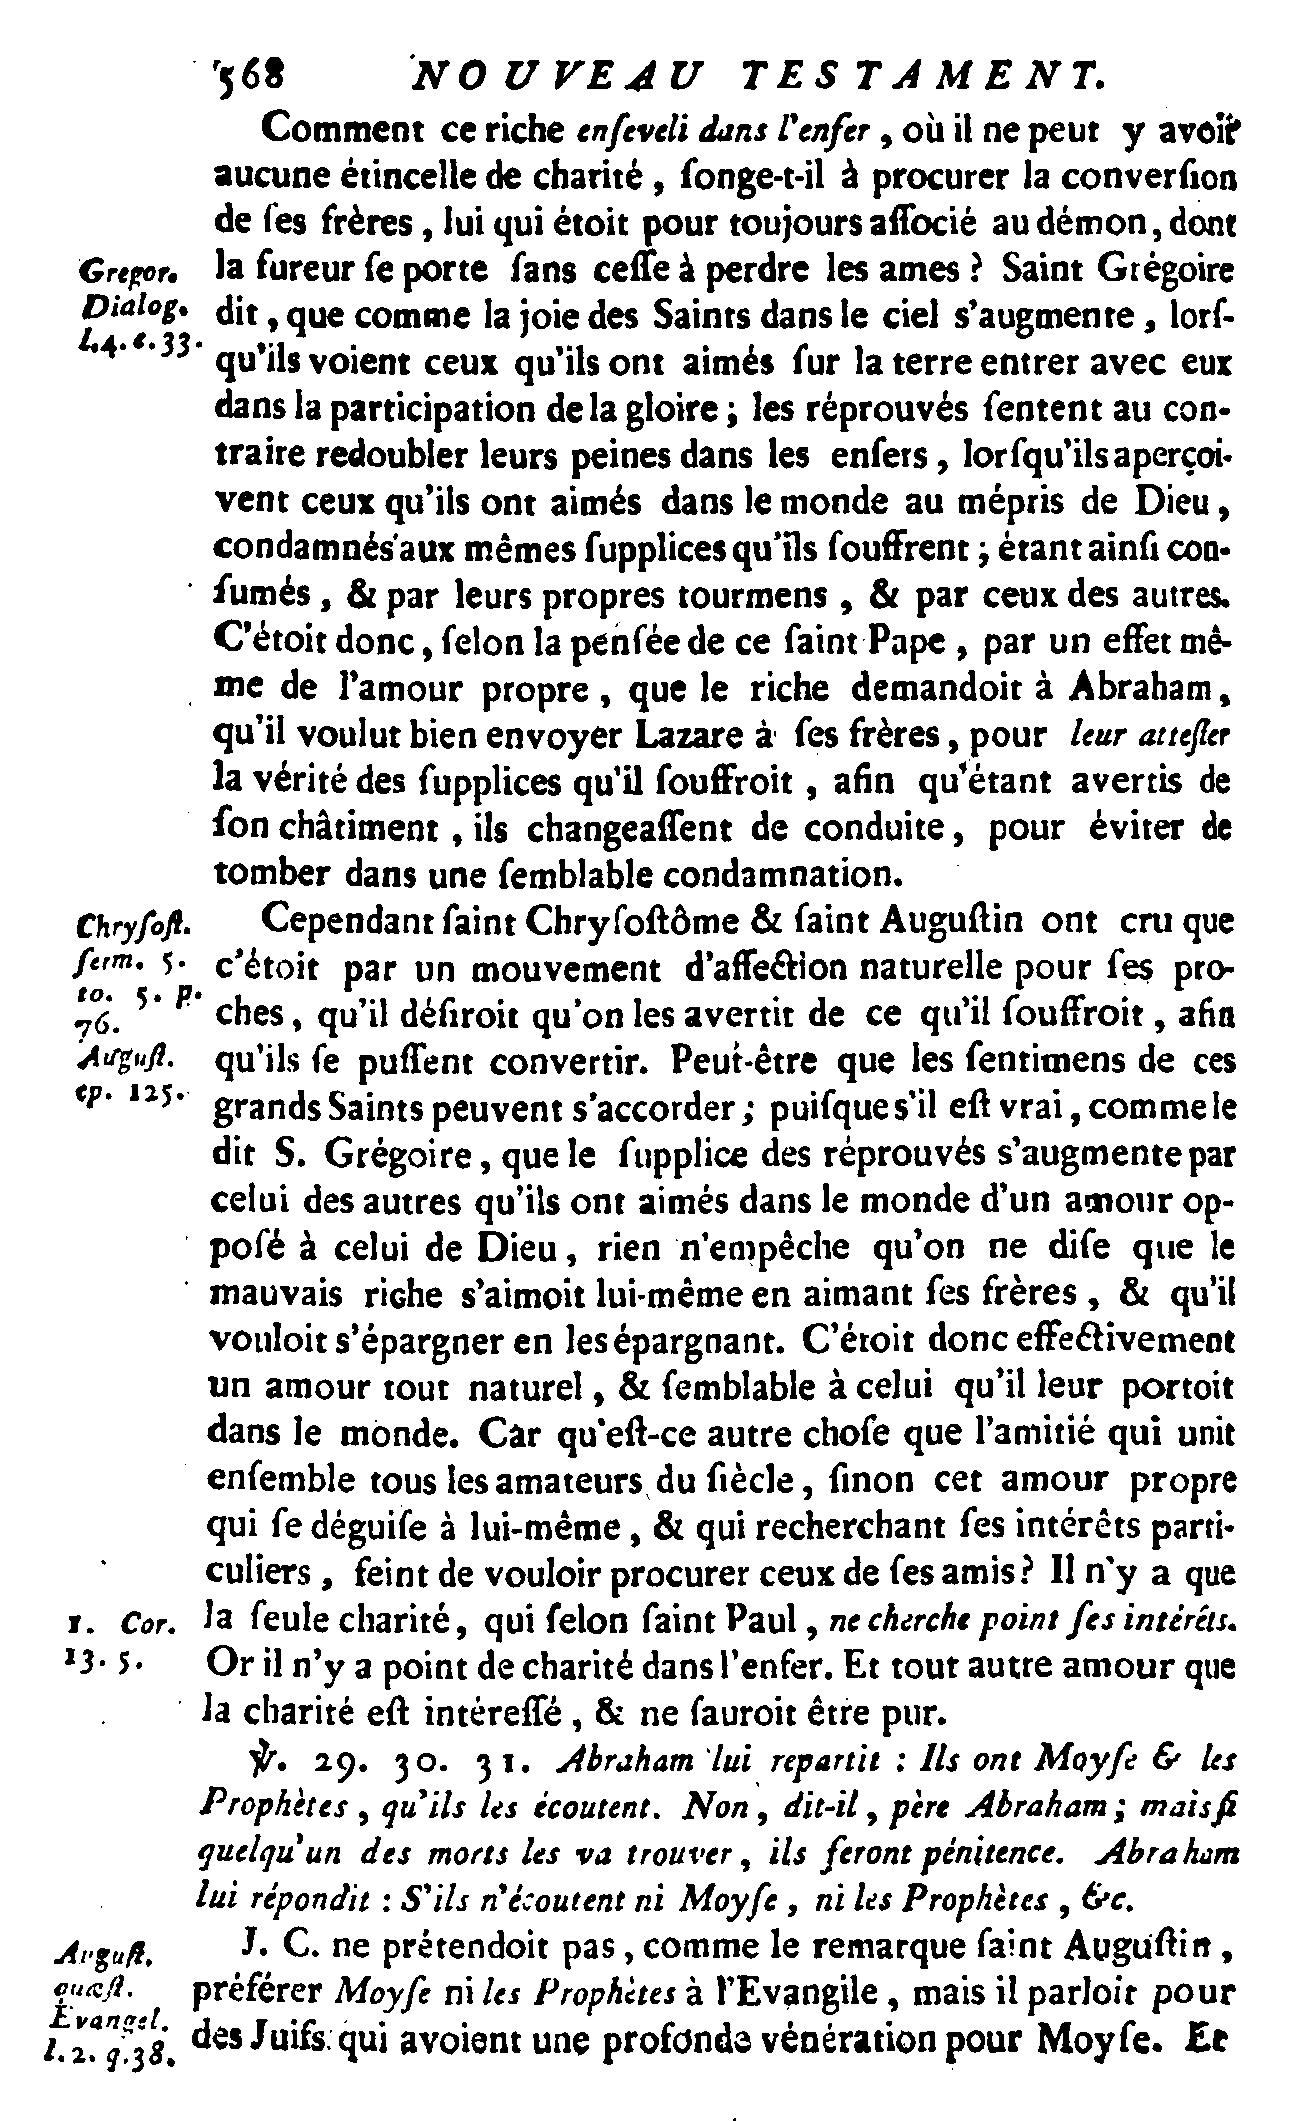 568 NOUVEAU TESTAMENT.
Comment ce riche enſeveli dans l'enfer, où il ne peut y avoir
aucune étincelle de charité, ſonge-t-il à procurer la converſion
de ſes frères, lui qui étoit pour toujours aſſocié au démon, dont
la fureur ſe porte ſans ceſſe à perdre les ames ? Saint Grégoire
dit, que comme la joie des Saints dans le ciel s'augmente, lorſ-
qu'ils voient ceux qu'ils ont aimés ſur la terre entrer avec eux
dans la participation de la gloire ; les réprouvés ſentent au con-
traire redoubler leurs peines dans les enfers, lorſqu'ils aperçoi-
vent ceux qu'ils ont aimés dans le monde au mépris de Dieu,
condamnés aux mêmes ſupplices qu'ils ſouffrent ; étant ainſi con-
ſumés, & par leurs propres tourmens, & par ceux des autres.
C'étoit donc, ſelon la penſée de ce ſaint Pape, par un effet mê-
me de l'amour propre, que le riche demandoit à Abraham,
qu'il voulut bien envoyer Lazare à ſes frères, pour leur atteſter
la vérité des ſupplices qu'il ſouffroit, afin qu'étant avertis de
ſon châtiment, ils changeaſſent de conduite, pour éviter de
tomber dans une ſemblable condamnation.
Gregor.
Dialog.
L.4. c. 33.
Cependant ſaint Chryſoſtôme & ſaint Auguſtin ont cru que
c'étoit par un mouvement d'affection naturelle pour ſes pro-
ches, qu'il déſiroit qu'on les avertit de ce qu'il ſouffroit, afin
qu'ils ſe puſſent convertir. Peut-être que les ſentimens de ces
grands Saints peuvent s'accorder ; puiſque s'il eſt vrai, comme le
dit S. Grégoire, que le ſupplice des réprouvés s'augmente par
celui des autres qu'ils ont aimés dans le monde d'un amour op-
poſé à celui de Dieu, rien n'empêche qu'on ne diſe que le
mauvais riche s'aimoit lui-même en aimant ſes frères, & qu'il
vouloit s'épargner en les épargnant. C'étoit donc effectivement
un amour tout naturel, & ſemblable à celui qu'il leur portoit
dans le monde. Car qu'eſt-ce autre choſe que l'amitié qui unit
enſemble tous les amateurs du ſiècle, ſinon cet amour propre
qui ſe déguiſe à lui-même, & qui recherchant ſes intérêts parti-
culiers, feint de vouloir procurer ceux de ſes amis ? Il n'y a que
la ſeule charité, qui ſelon ſaint Paul, ne cherche point ſes intérêts.
Or il n'y a point de charité dans l'enfer. Et tout autre amour que
la charité eſt intéreſſé, & ne ſauroit être pur.
Chryſoſt.
ſerm. 5.
to. 5. p.
76.
Auguſt.
ep. 125.
1. Cor.
13. 5.
℣. 29. 30. 31. Abraham lui repartit : Ils ont Moyſe & les
Prophètes, qu'ils les écoutent. Non, dit-il, père Abraham ; mais ſi
quelqu'un des morts les va trouver, ils feront pénitence. Abraham
lui répondit : S'ils n'écoutent ni Moyſe, ni les Prophètes, &c.
J. C. ne prétendoit pas, comme le remarque ſaint Auguſtin,
préférer Moyſe ni les Prophètes à l'Evangile, mais il parloit pour
des Juifs qui avoient une profonde vénération pour Moyſe. Et
Auguſt.
quæſt.
Evangel.
l. 2. q. 38.